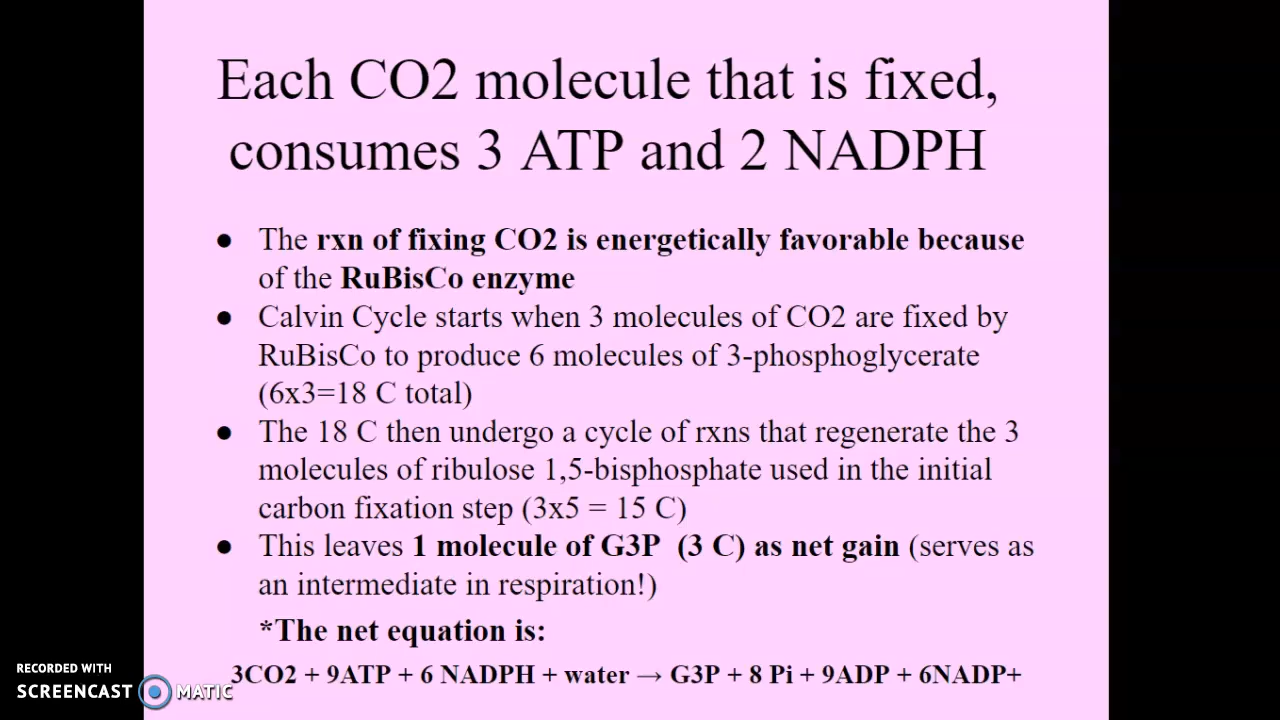 Each CO2 molecule that is fixed,
consumes 3 ATP and 2 NADPH
● The rxn of fixing CO2 is energetically favorable because
of the RuBisCo enzyme
● Calvin Cycle starts when 3 molecules of CO2 are fixed by
RuBisCo to produce 6 molecules of 3-phosphoglycerate
(6x3=18 C total)
● The 18 C then undergo a cycle of rxns that regenerate the 3
molecules of ribulose 1,5-bisphosphate used in the initial
carbon fixation step (3x5 = 15 C)
● This leaves 1 molecule of G3P (3 C) as net gain (serves as
an intermediate in respiration!)
*The net equation is:
3CO2 + 9ATP + 6 NADPH + water → G3P + 8 Pi + 9ADP + 6NADP+
RECORDED WITH
SCREENCAST MATIC